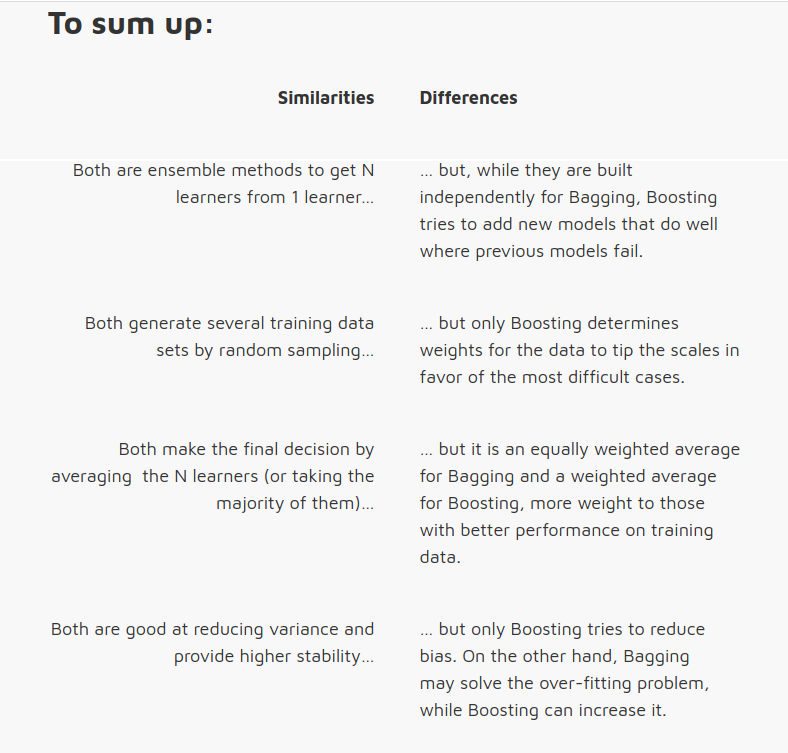 To sum up:
Similarities
Differences
Both are ensemble methods to get N
learners from 1 learner…
… but, while they are built
independently for Bagging, Boosting
tries to add new models that do well
where previous models fail.
Both generate several training data
sets by random sampling…
… but only Boosting determines
weights for the data to tip the scales in
favor of the most difficult cases.
Both make the final decision by
averaging  the N learners (or taking the
majority of them)…
… but it is an equally weighted average
for Bagging and a weighted average
for Boosting, more weight to those
with better performance on training
data.
Both are good at reducing variance and
provide higher stability…
… but only Boosting tries to reduce
bias. On the other hand, Bagging
may solve the over-fitting problem,
while Boosting can increase it.